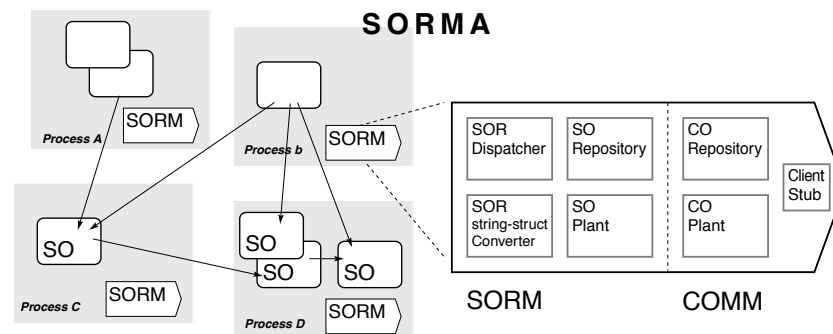 SORMA
Process A
SORM
Process b
SORM
SO
Process C
SORM
SO
SO
SO
Process D
SORM
SOR
Dispatcher
SO
Repository
CO
Repository
Client
Stub
SOR
string-struct
Converter
SO
Plant
CO
Plant
SORM
COMM